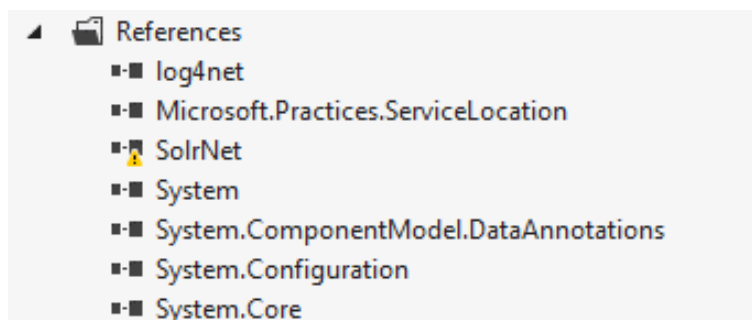 References
log4net
Microsoft.Practices.ServiceLocation
SolrNet
System
System.ComponentModel.DataAnnotations
System.Configuration
System.Core